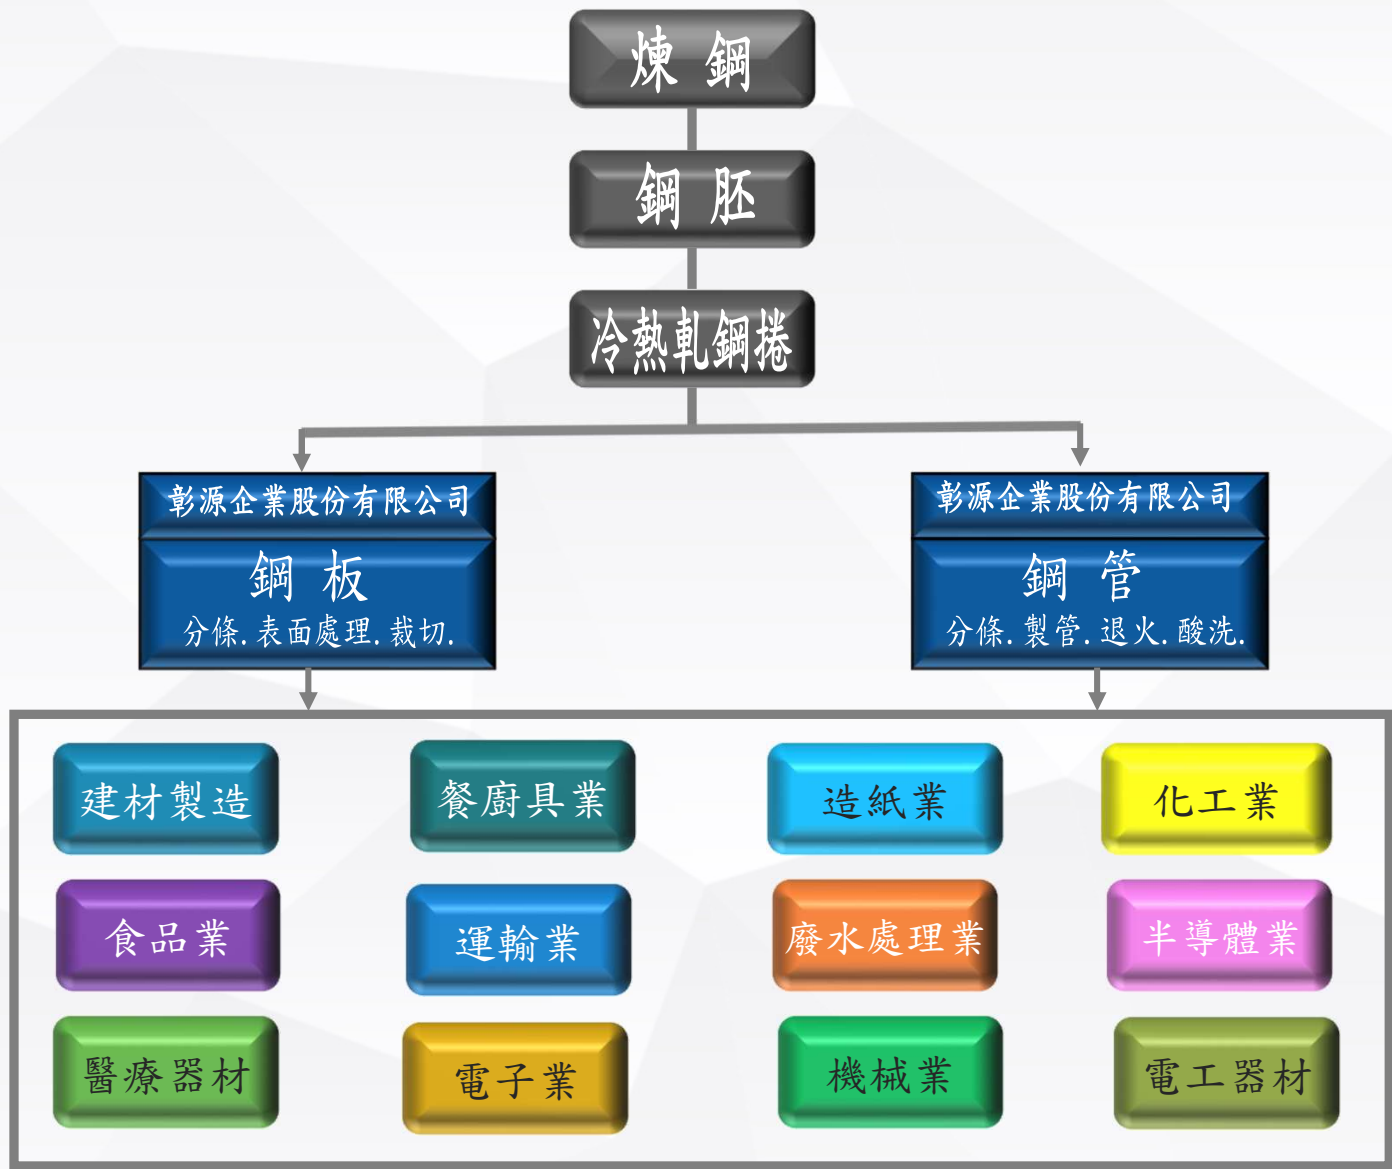 煉鋼
鋼胚
冷熱軋鋼捲
彰源企業股份有限公司
鋼板
分條.表面處理.裁切.
彰源企業股份有限公司
鋼管
分條.製管.退火.酸洗.
建材製造
餐廚具業
造紙業
化工業
食品業
運輸業
廢水處理業
半導體業
醫療器材
電子業
機械業
電工器材